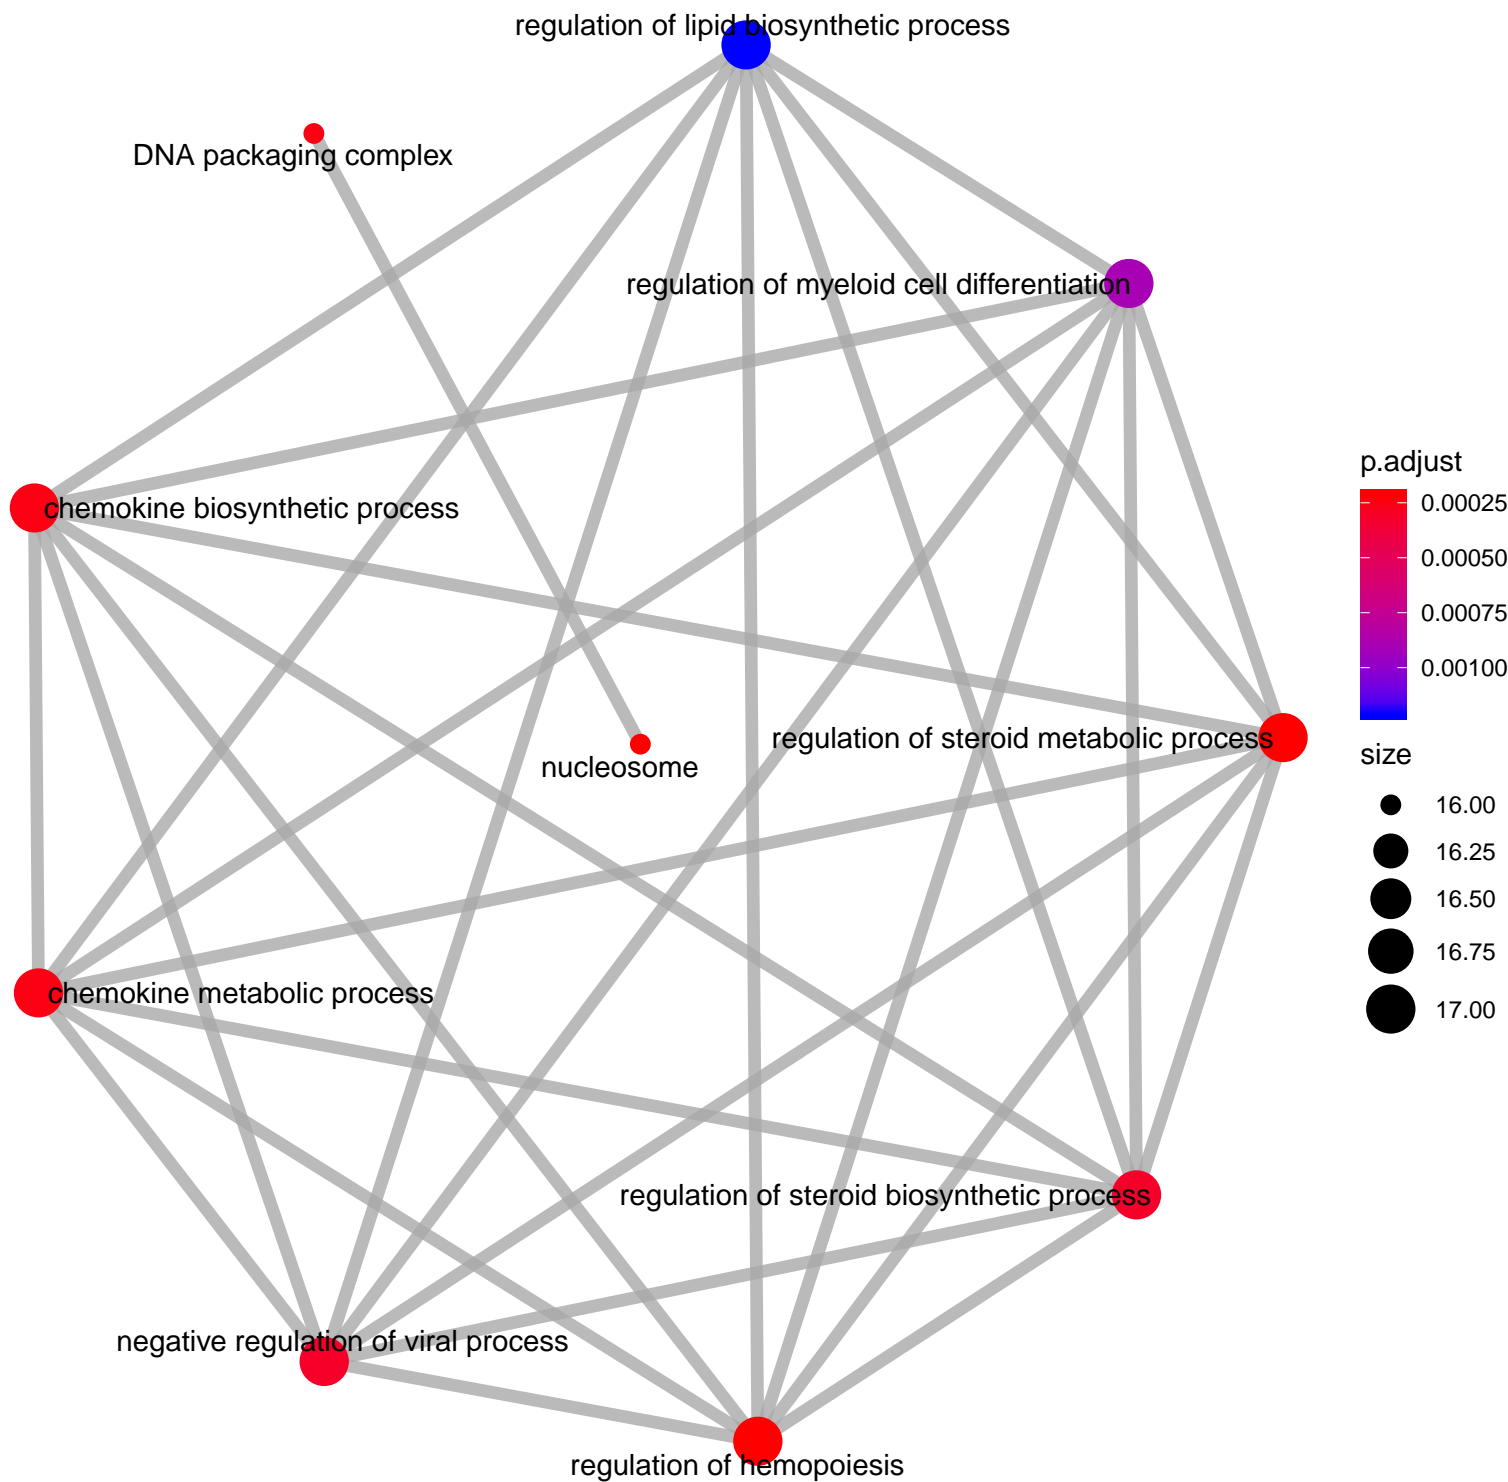 regulation of lipid biosynthetic process
DNA packaging complex
regulation of myeloid cell differentiation
chemokine biosynthetic process
regulation of steroid metabolic process
nucleosome
chemokine metabolic process
regulation of steroid biosynthetic process
negative regulation of viral process
regulation of hemopoiesis
p.adjust
0.00025
0.00050
0.00075
0.00100
size
16.00
16.25
16.50
16.75
17.00